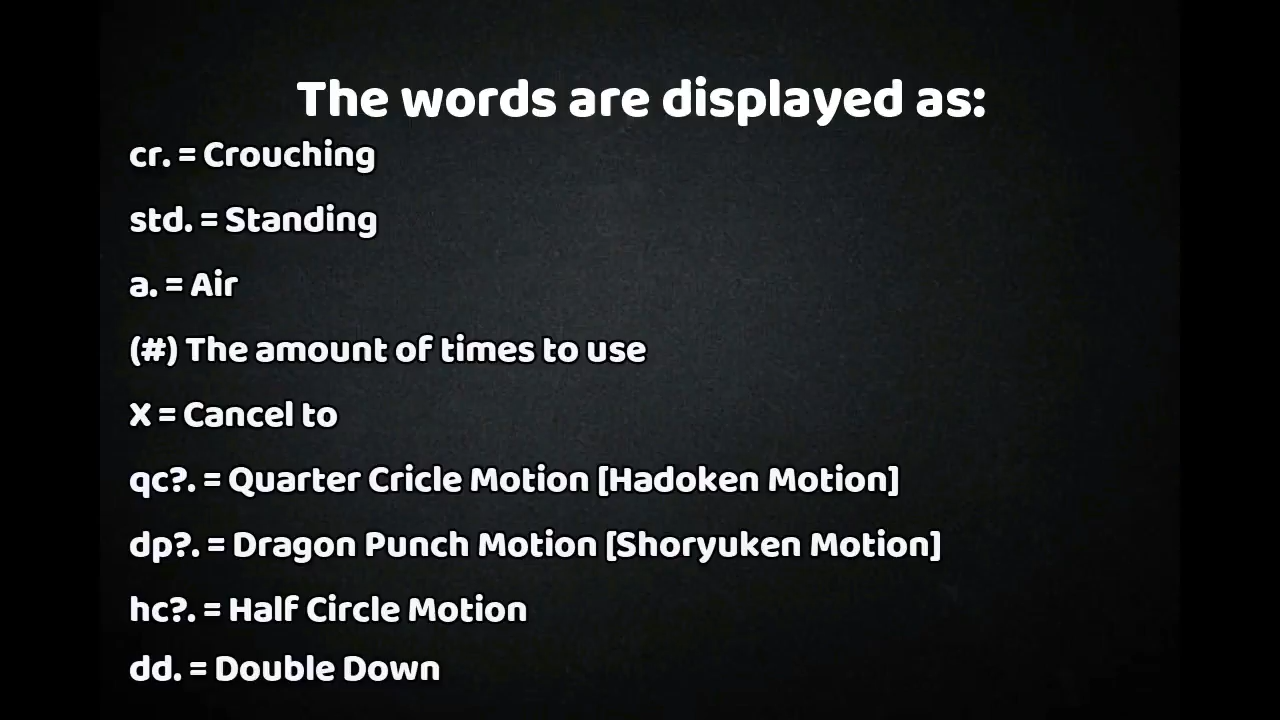 The words are displayed as:
cr. = Crouching
std. = Standing
a. = Air
(#) The amount of times to use
X = Cancel to
qc?. = Quarter Cricle Motion [Hadoken Motion]
dp?. = Dragon Punch Motion [Shoryuken Motion]
hc?. = Half Circle Motion
dd. = Double Down